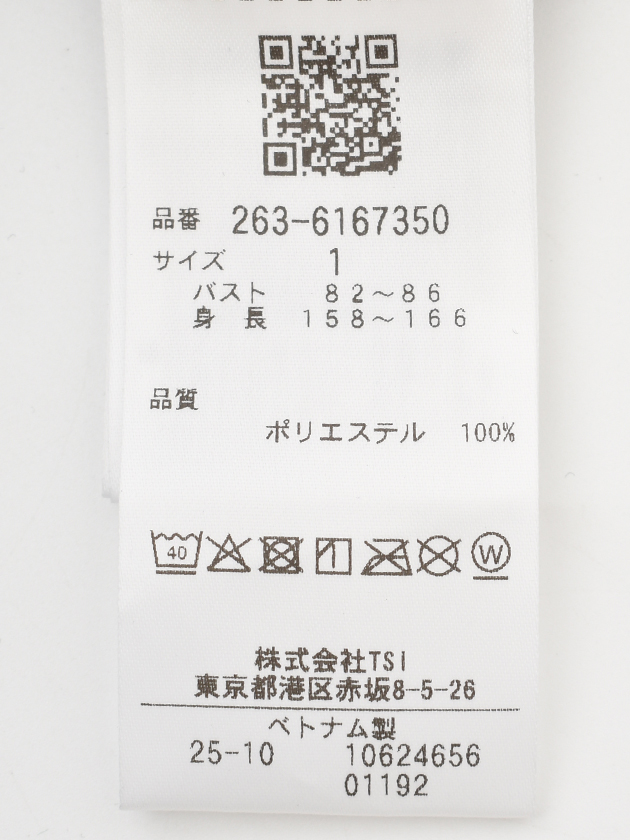 品番 263-6167350
サイズ 1
バスト 82～86
身長 158～166
品質
ポリエステル 100%
40
W
株式会社TSI
東京都港区赤坂8-5-26
ベトナム製
25-10 10624656
01192